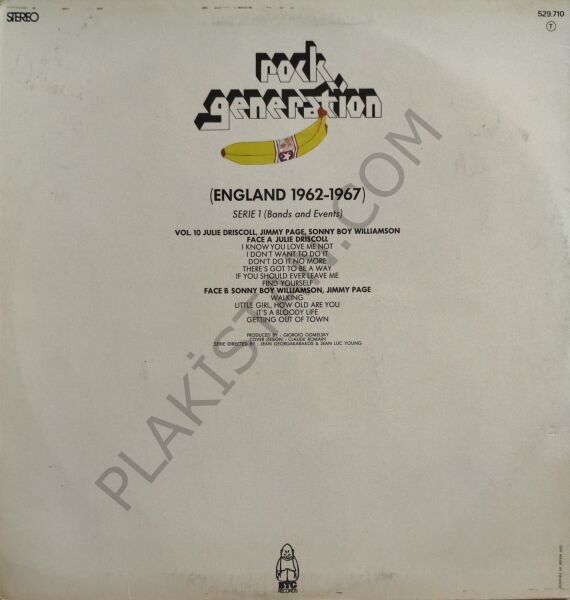 STEREO
529.710
T
rock
generation
(ENGLAND 1962-1967)
SERIE 1 (Bands and Events)
VOL. 10 JULIE DRISCOLL, JIMMY PAGE, SONNY BOY WILLIAMSON
FACE A JULIE DRISCOLL
I KNOW YOU LOVE ME NOT
I DON'T WANT TO DO IT
DON'T DO IT NO MORE
THERE'S GOT TO BE A WAY
IF YOU SHOULD EVER LEAVE ME
FIND YOURSELF
FACE B SONNY BOY WILLIAMSON, JIMMY PAGE
WALKING
LITTLE GIRL, HOW OLD ARE YOU
IT'S A BLOODY LIFE
GETTING OUT OF TOWN
PRODUCED BY : GIORGIO GOMELSKY
COVER DESIGN : CLAUDE ROMAIN
SERIE DIRECTED BY : JEAN GEORGAKARAKOS & JEAN LUC YOUNG
PLAKİSTAN.COM
BYG
RECORDS